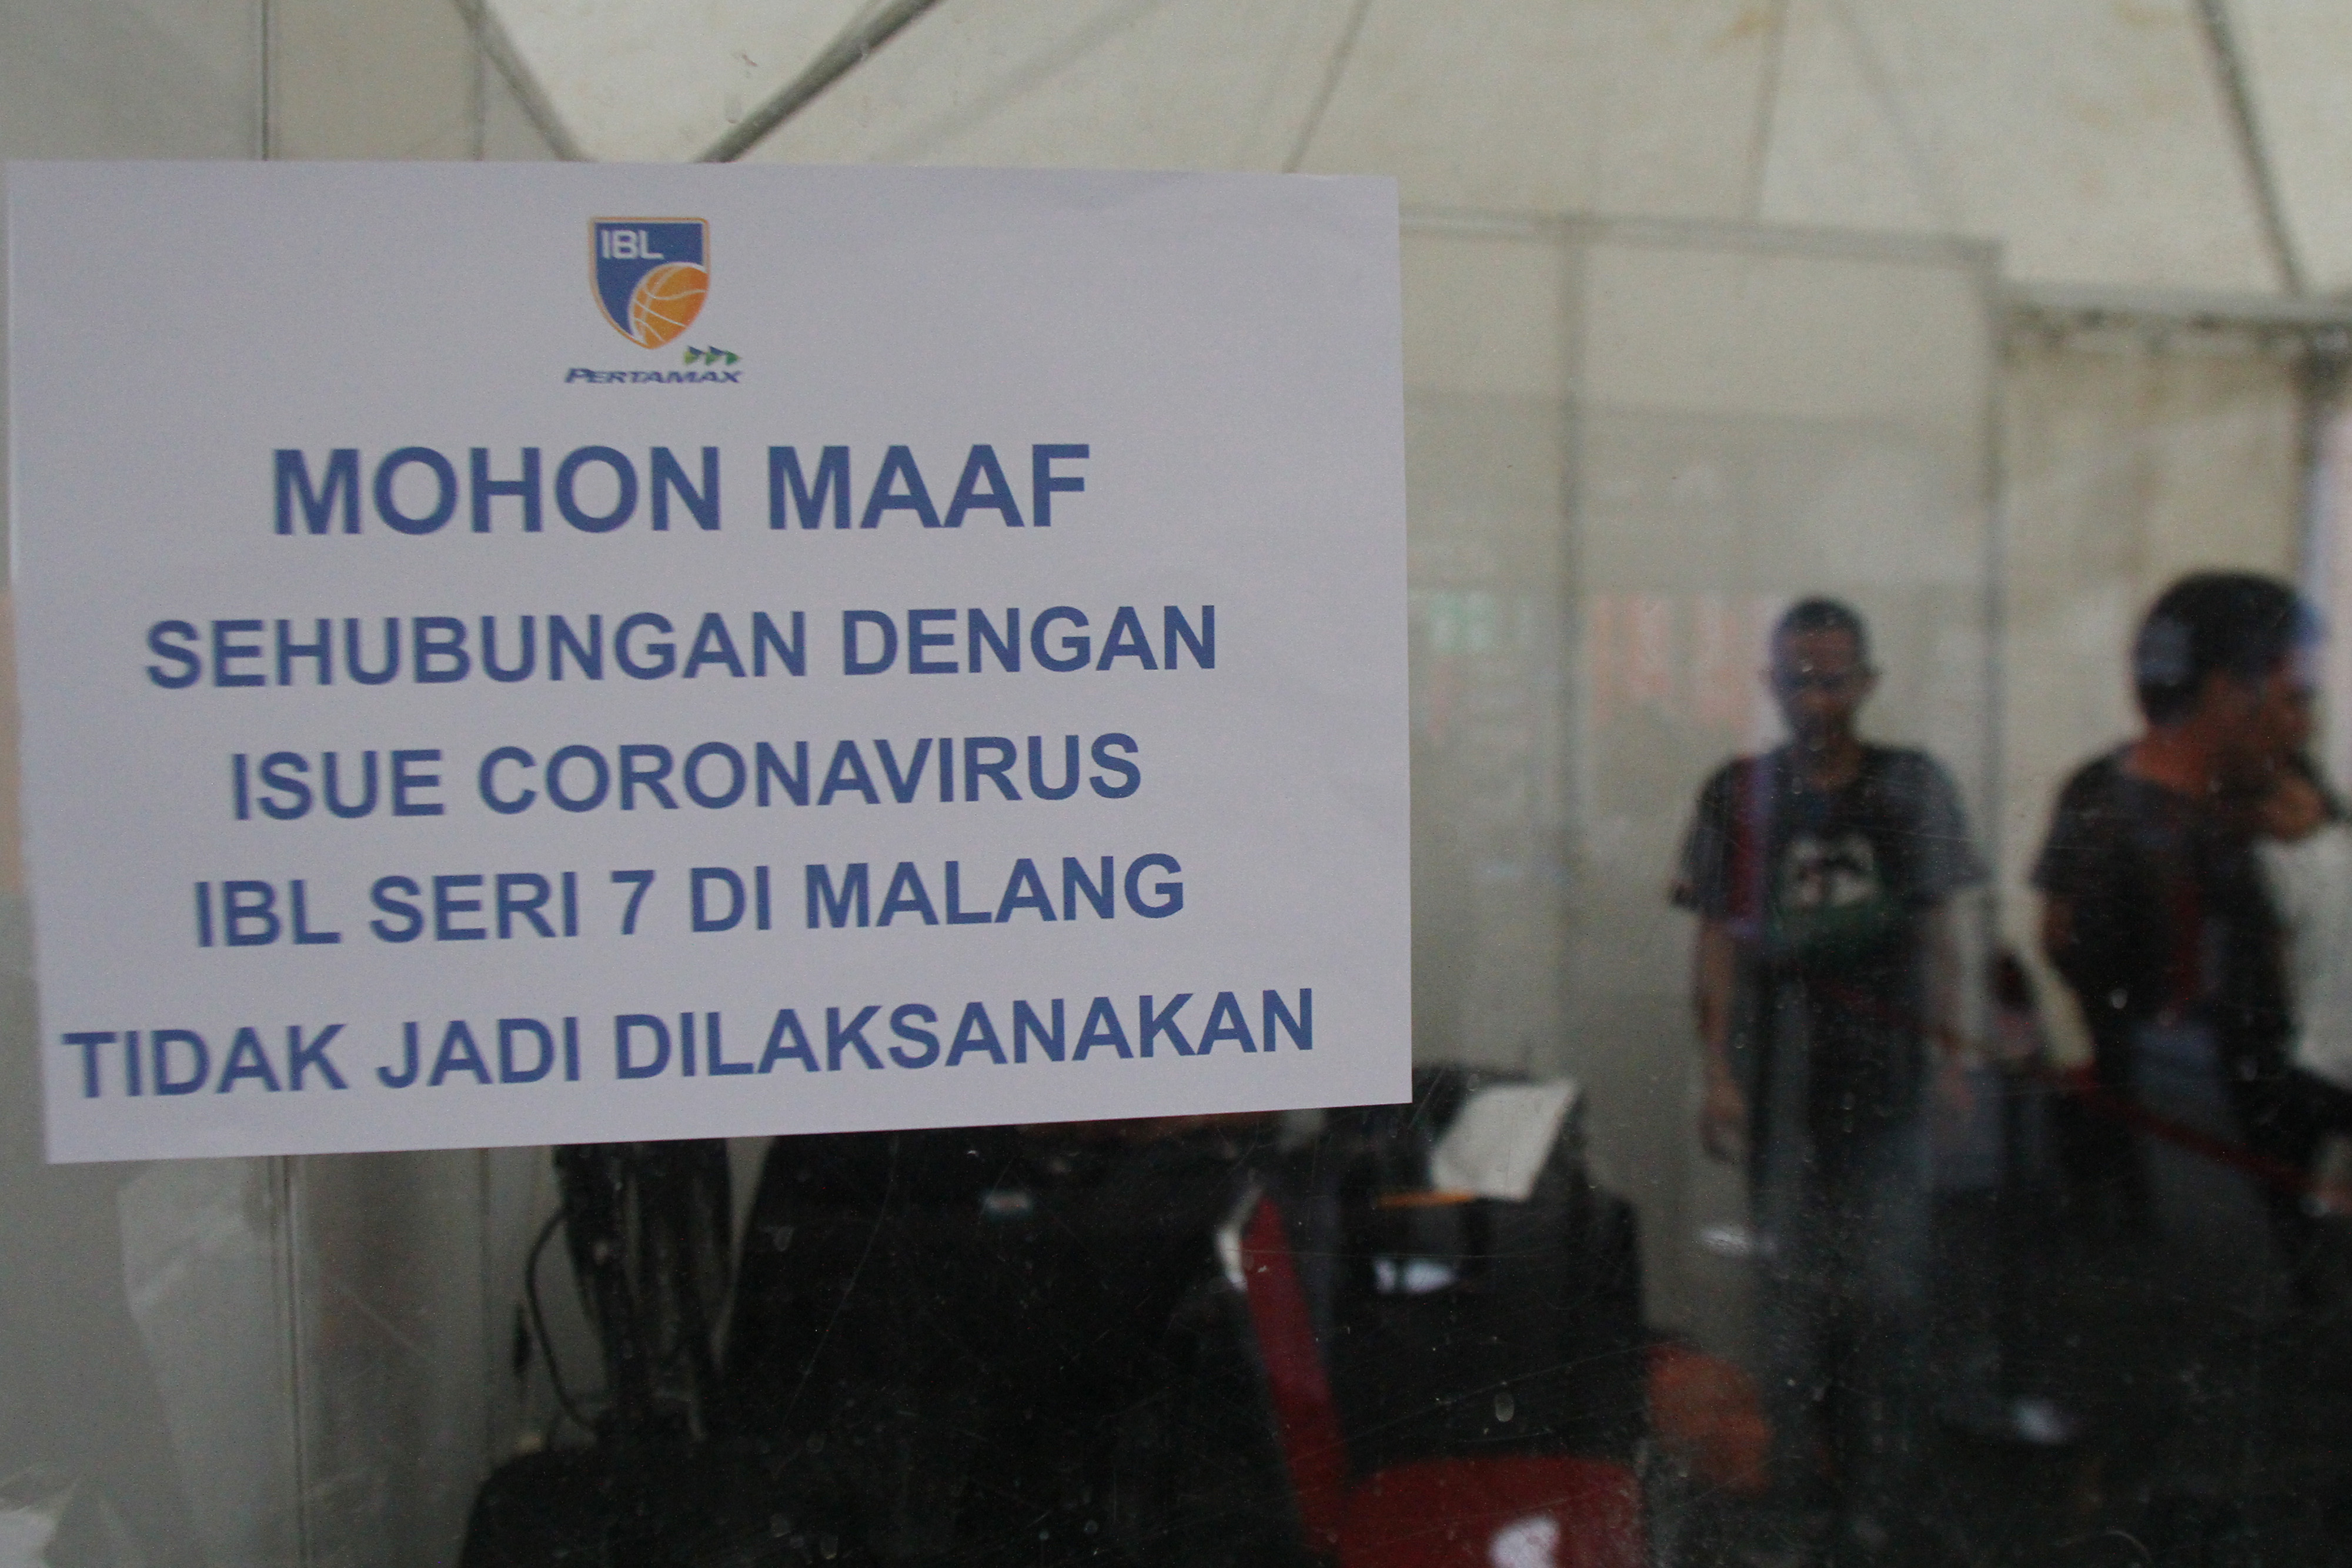 IBL
PERTAMAX
MOHON MAAF
SEHUBUNGAN DENGAN
ISUE CORONAVIRUS
IBL SERI 7 DI MALANG
TIDAK JADI DILAKSANAKAN